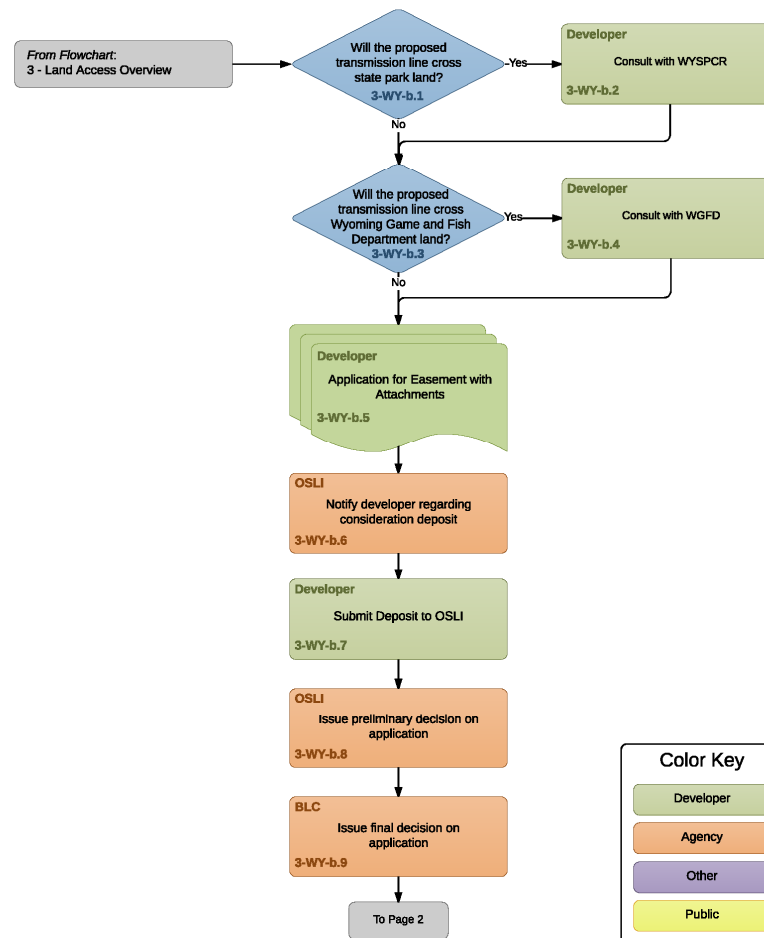 From Flowchart:
3 - Land Access Overview
Will the proposed
transmission line cross
state park land?
3-WY-b.1
Yes
Developer
Consult with WYSPCR
3-WY-b.2
No
Will the proposed
transmission line cross
Wyoming Game and Fish
Department land?
3-WY-b.3
Yes
Developer
Consult with WGFD
3-WY-b.4
No
Developer
Application for Easement with
Attachments
3-WY-b.5
OSLI
Notify developer regarding
consideration deposit
3-WY-b.6
Developer
Submit Deposit to OSLI
3-WY-b.7
OSLI
Issue preliminary decision on
application
3-WY-b.8
BLC
Issue final decision on
application
3-WY-b.9
To Page 2
Color Key
Developer
Agency
Other
Public